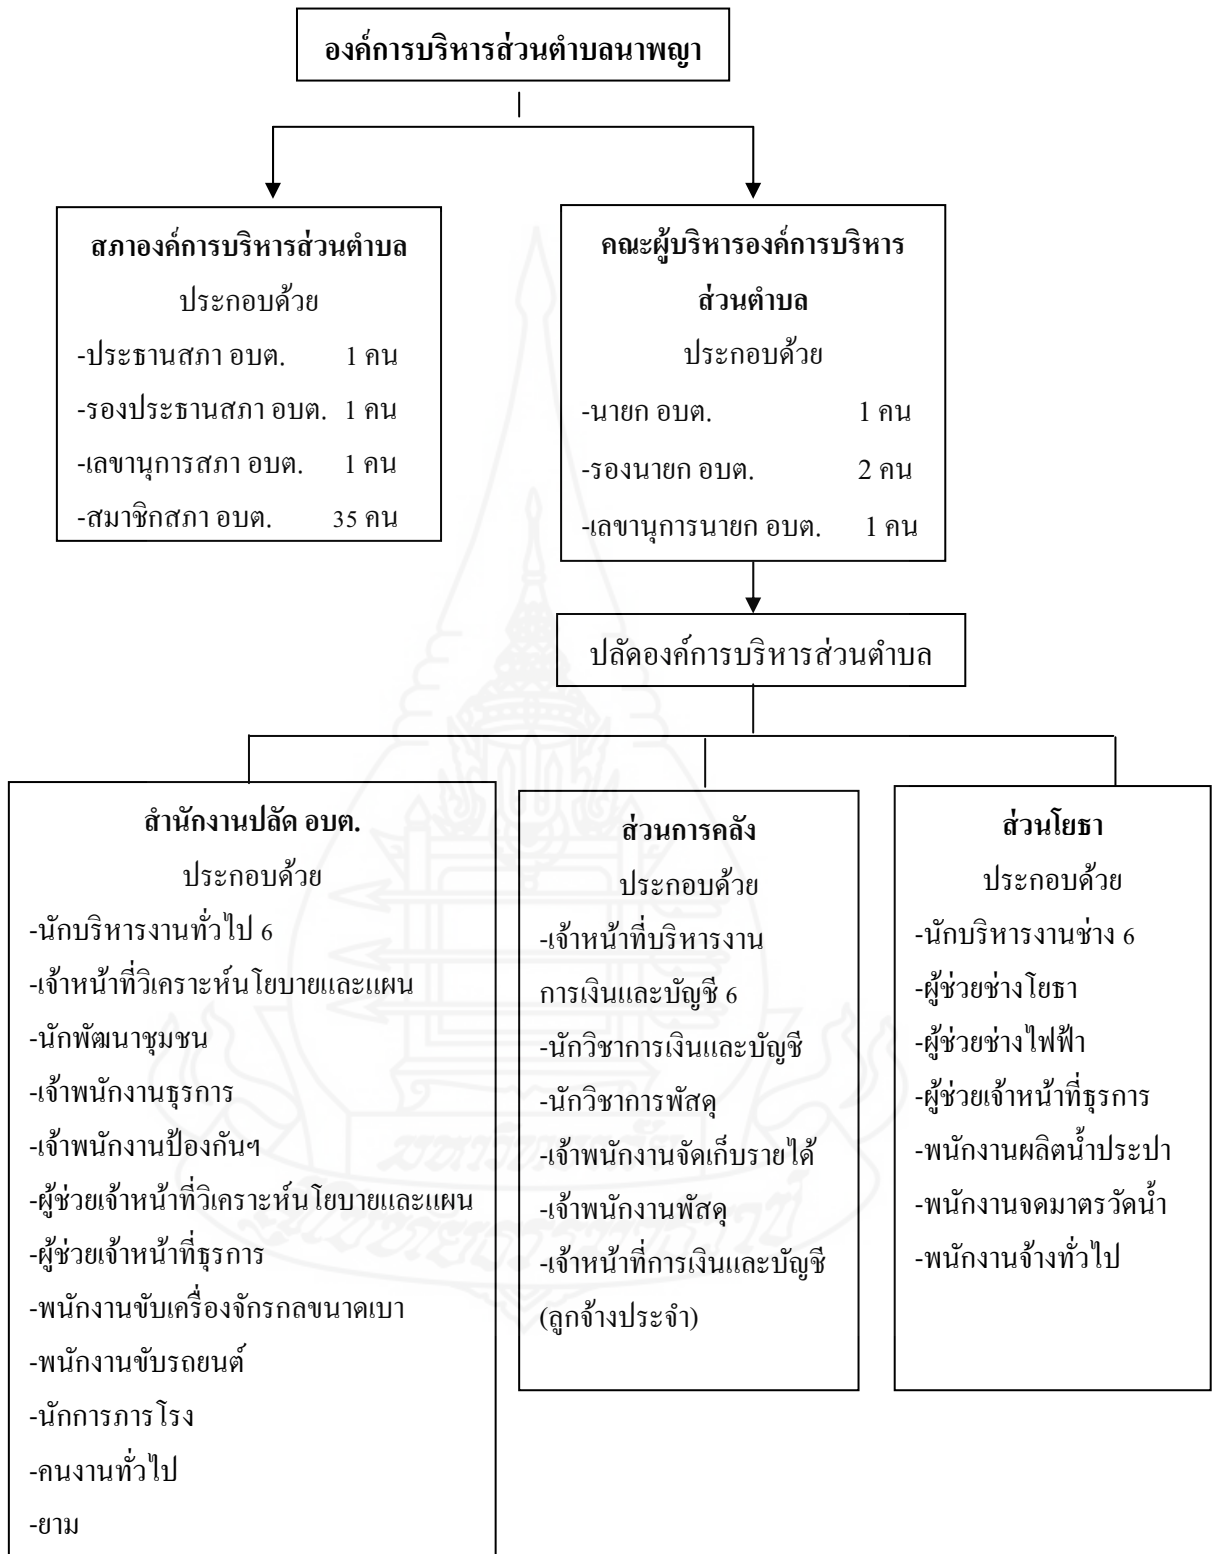 องค์การบริหารส่วนตำบลนาพญา
สภาองค์การบริหารส่วนตำบล
ประกอบด้วย
-ประธานสภา อบต. 1 คน
-รองประธานสภา อบต. 1 คน
-เลขานุการสภา อบต. 1 คน
-สมาชิกสภา อบต. 35 คน
คณะผู้บริหารองค์การบริหาร
ส่วนตำบล
ประกอบด้วย
-นายก อบต. 1 คน
-รองนายก อบต. 2 คน
-เลขานุการนายก อบต. 1 คน
ปลัดองค์การบริหารส่วนตำบล
สำนักงานปลัด อบต.
ประกอบด้วย
-นักบริหารงานทั่วไป 6
-เจ้าหน้าที่วิเคราะห์นโยบายและแผน
-นักพัฒนาชุมชน
-เจ้าพนักงานธุรการ
-เจ้าพนักงานป้องกันฯ
-ผู้ช่วยเจ้าหน้าที่วิเคราะห์นโยบายและแผน
-ผู้ช่วยเจ้าหน้าที่ธุรการ
-พนักงานขับเครื่องจักรกลขนาดเบา
-พนักงานขับรถยนต์
-นักการภารโรง
-คนงานทั่วไป
-ยาม
ส่วนการคลัง
ประกอบด้วย
-เจ้าหน้าที่บริหารงาน
การเงินและบัญชี 6
-นักวิชาการเงินและบัญชี
-นักวิชาการพัสดุ
-เจ้าพนักงานจัดเก็บรายได้
-เจ้าพนักงานพัสดุ
-เจ้าหน้าที่การเงินและบัญชี
(ลูกจ้างประจำ)
ส่วนโยธา
ประกอบด้วย
-นักบริหารงานช่าง 6
-ผู้ช่วยช่างโยธา
-ผู้ช่วยช่างไฟฟ้า
-ผู้ช่วยเจ้าหน้าที่ธุรการ
-พนักงานผลิตน้ำประปา
-พนักงานจดมาตรวัดน้ำ
-พนักงานจ้างทั่วไป
มหาวิทยาลัย
สุโขทัยธรรมาธิราช